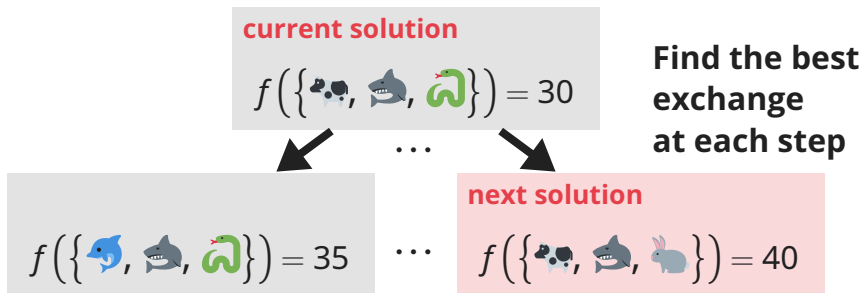 current solution
f({🐄, 🦈, 🐍}) = 30
Find the best
exchange
at each step
...
next solution
f({🐬, 🦈, 🐍}) = 35
...
f({🐄, 🦈, 🐇}) = 40